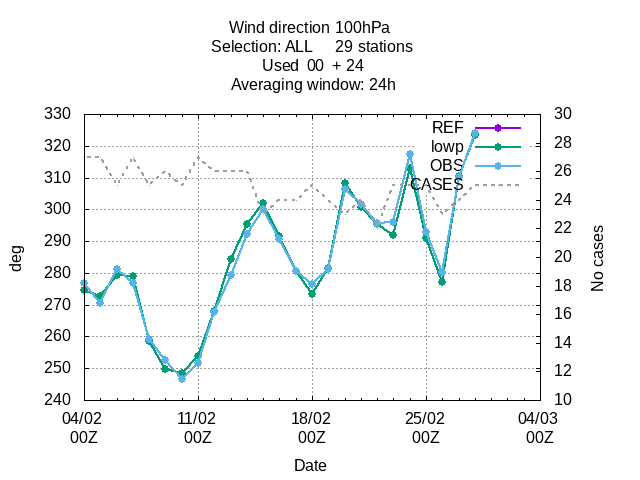 Wind direction 100hPa
Selection: ALL 29 stations
Used 00 + 24
Averaging window: 24h
330 30
REF
28
320 lowp
OBS 26
310 CASES
24
300
22
290
20
280
18
270
16
260
14
250
12
240 10
deg
No cases
04/02 11/02 18/02 25/02 04/03
00Z 00Z 00Z 00Z 00Z
Date